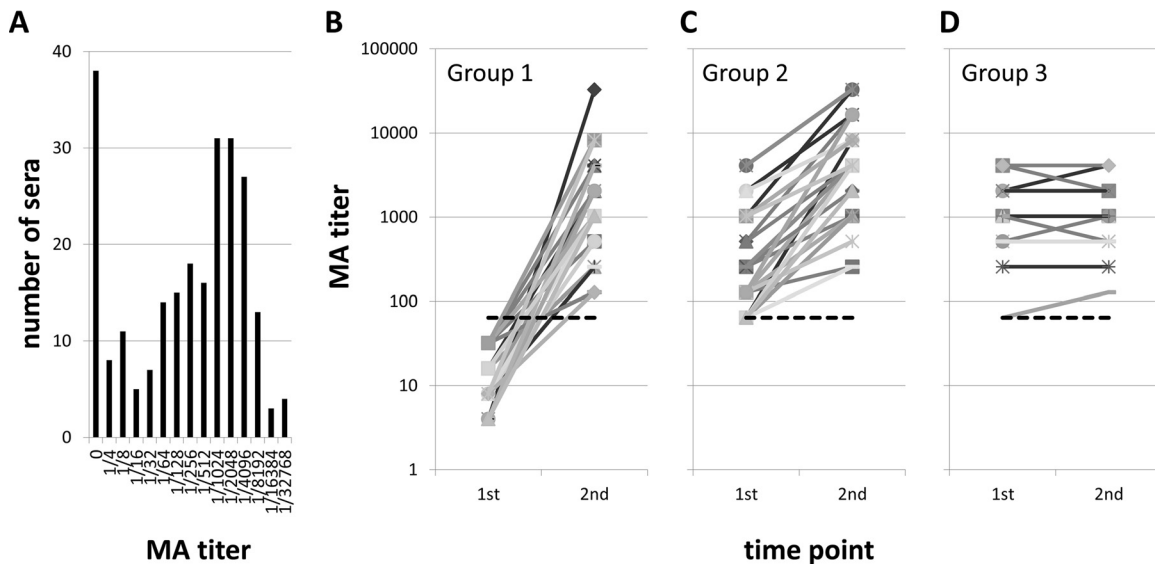 A
B
C
D
number of sera
40
30
20
10
0
0
1/4
1/8
1/16
1/32
1/64
1/128
1/256
1/512
1/1024
1/2048
1/4096
1/8192
1/16384
1/32768
MA titer
MA titer
100000
10000
1000
100
10
1
Group 1
Group 2
Group 3
1st
2nd
1st
2nd
1st
2nd
time point